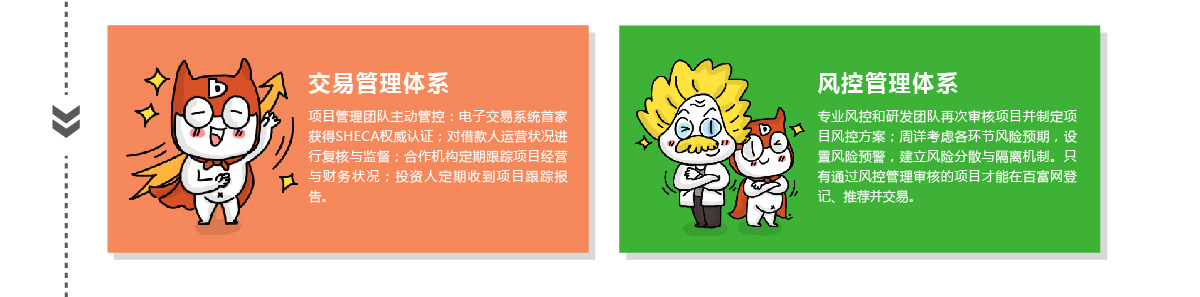 交易管理体系
项目管理团队主动管控：电子交易系统首家
获得SHECA权威认证；对借款人运营状况进
行复核与监督；合作机构定期跟踪项目经营
与财务状况；投资人定期收到项目跟踪报
告。
风控管理体系
专业风控和研发团队再次审核项目并制定项
目风控方案；周详考虑各环节风险预期，设
置风险预警，建立风险分散与隔离机制。只
有通过风控管理审核的项目才能在百富网登
记、推荐并交易。